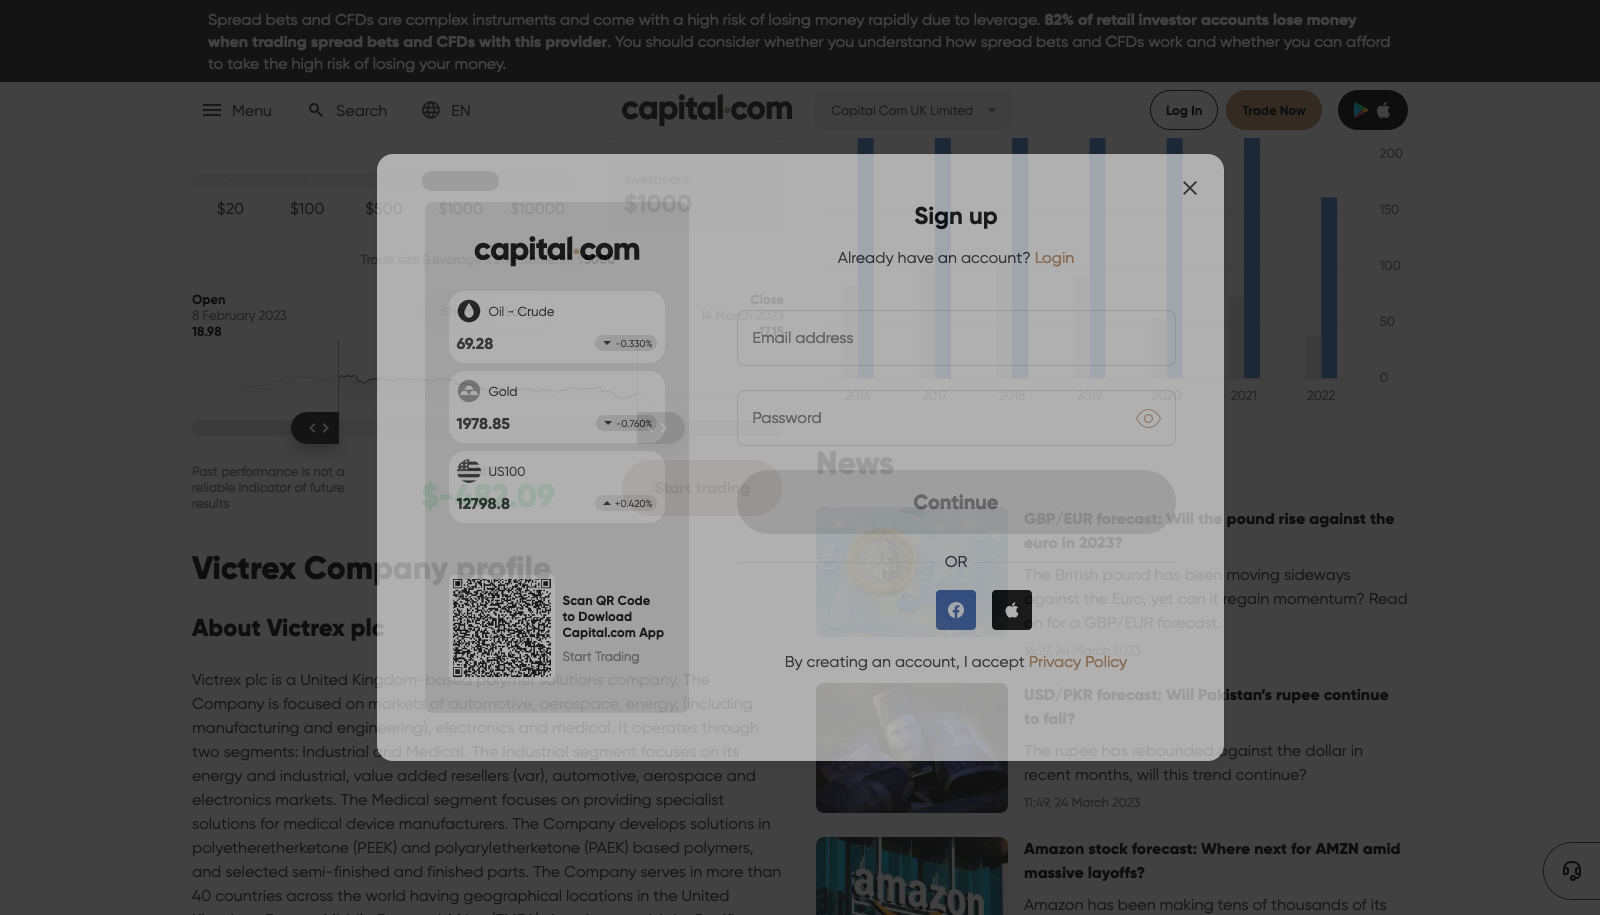 Spread bets and CFDs are complex instruments and come with a high risk of losing money rapidly due to leverage. 82% of retail investor accounts lose money
when trading spread bets and CFDs with this provider. You should consider whether you understand how spread bets and CFDs work and whether you can afford
to take the high risk of losing your money.
Menu
Search
EN
capital.com
Capital Com UK Limited
Log In
Trade Now
$20
$100
$500
$1000
$10000
Investment
$1000
Open
8 February 2023
18.98
Close
14 March 2023
17.15
Past performance is not a
reliable indicator of future
results
Start trading
200
150
100
50
0
2016
2017
2018
2019
2020
2021
2022
Sign up
Already have an account? Login
capital.com
Oil - Crude
69.28
-0.330%
Gold
1978.85
-0.760%
US100
12798.8
+0.420%
Scan QR Code
to Dowload
Capital.com App
Start Trading
Email address
Password
Continue
OR
By creating an account, I accept Privacy Policy
Victrex Company profile
About Victrex plc
Victrex plc is a United Kingdom-based polymer solutions company. The
Company is focused on markets of automotive, aerospace, energy, (including
manufacturing and engineering), electronics and medical. It operates through
two segments: Industrial and Medical. The Industrial segment focuses on its
energy and industrial, value added resellers (var), automotive, aerospace and
electronics markets. The Medical segment focuses on providing specialist
solutions for medical device manufacturers. The Company develops solutions in
polyetheretherketone (PEEK) and polyarylethertketone (PAEK) based polymers,
and selected semi-finished and finished parts. The Company serves in more than
40 countries across the world having geographical locations in the United
News
GBP/EUR forecast: Will the pound rise against the
euro in 2023?
The British pound has been moving sideways
against the Euro, yet can it regain momentum? Read
on for a GBP/EUR forecast.
14:27, 24 March 2023
USD/PKR forecast: Will Pakistan's rupee continue
to fall?
The rupee has rebounded against the dollar in
recent months, will this trend continue?
11:49, 24 March 2023
amazon
Amazon stock forecast: Where next for AMZN amid
massive layoffs?
Amazon has been making tens of thousands of its